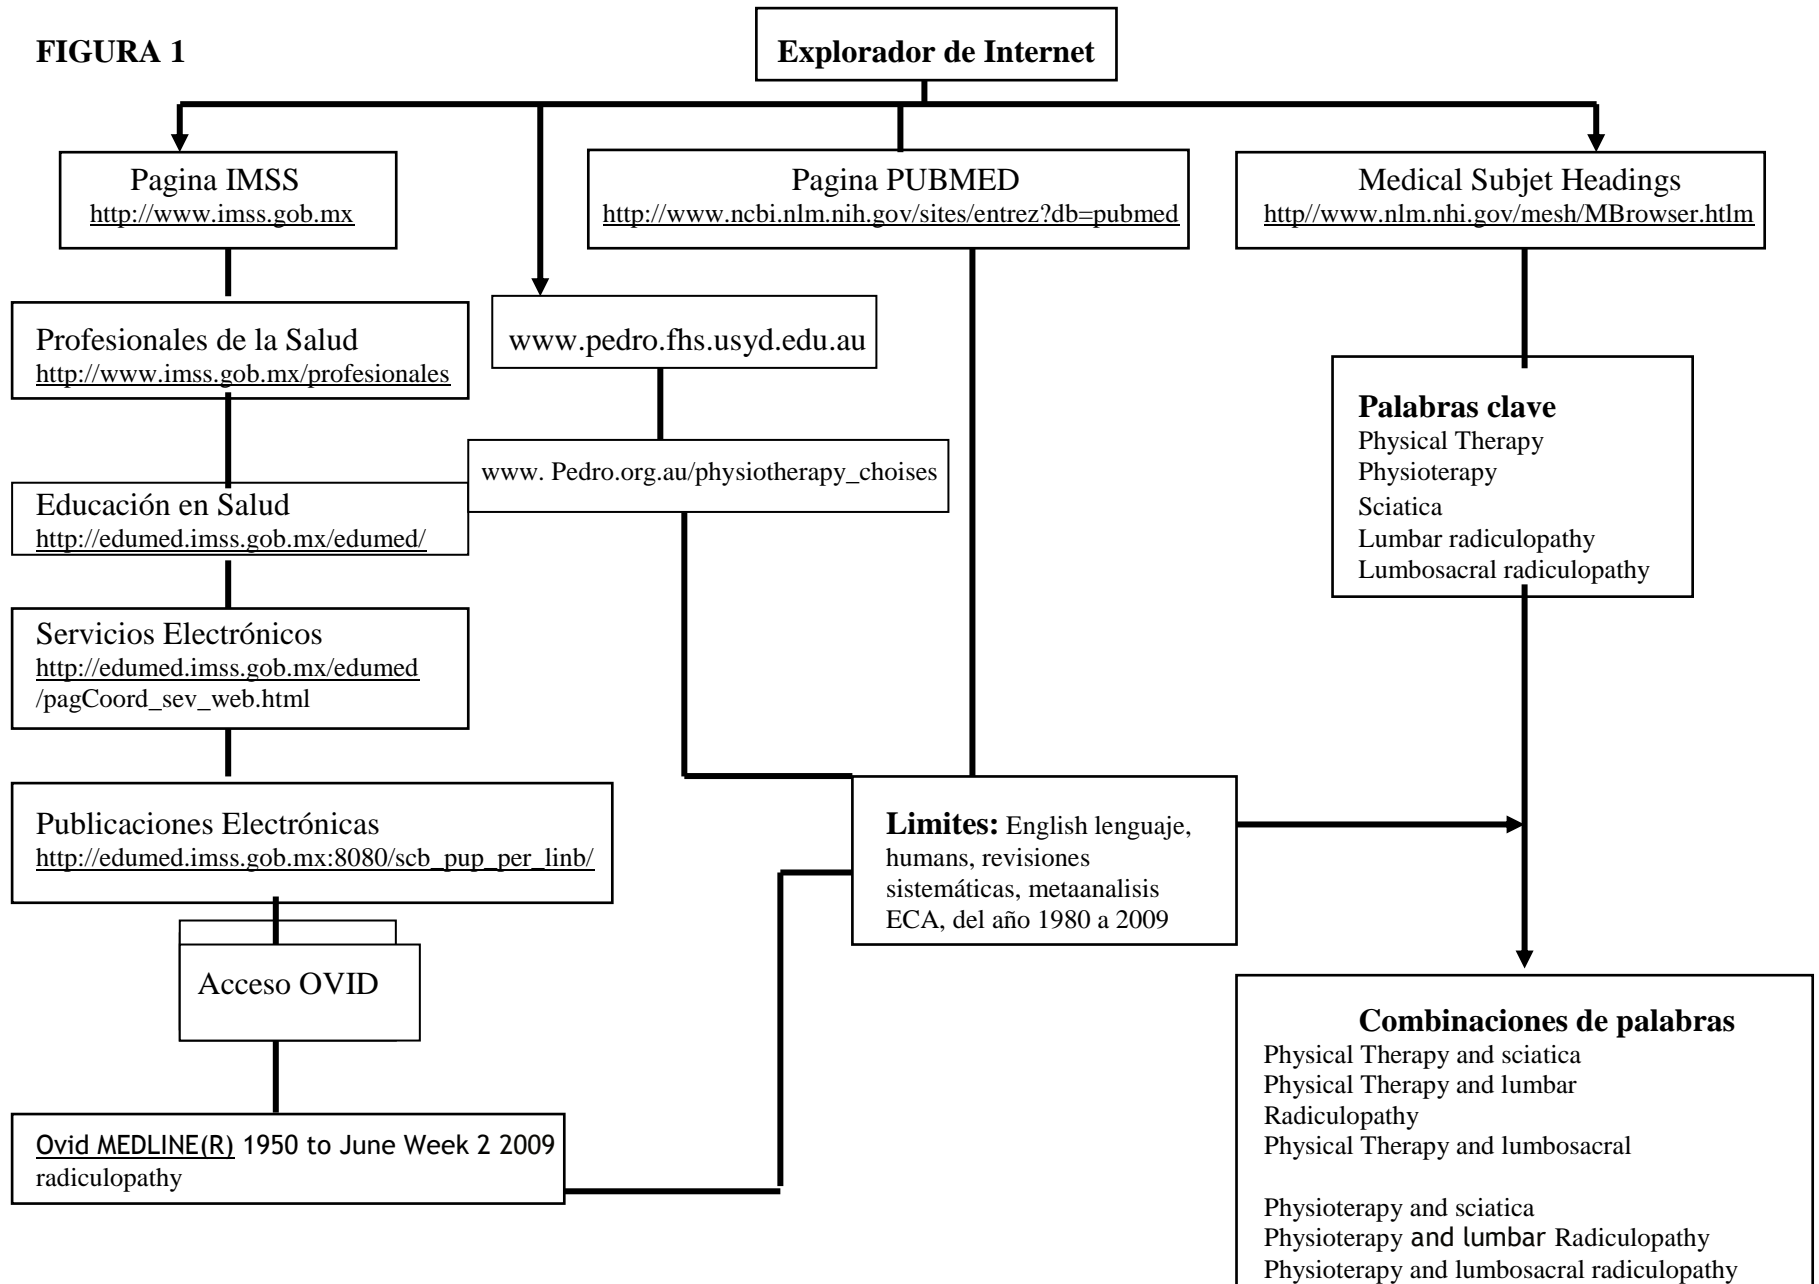 FIGURA 1
Explorador de Internet
Pagina IMSS
http://www.imss.gob.mx
Pagina PUBMED
http://www.ncbi.nlm.nih.gov/sites/entrez?db=pubmed
Medical Subjet Headings
http//www.nlm.nhi.gov/mesh/MBrowser.htlm
Profesionales de la Salud
http://www.imss.gob.mx/profesionales
www.pedro.fhs.usyd.edu.au
www. Pedro.org.au/physiotherapy_choises
Palabras clave
Physical Therapy
Physioterapy
Sciatica
Lumbar radiculopathy
Lumbosacral radiculopathy
Educación en Salud
http://edumed.imss.gob.mx/edumed/
Servicios Electrónicos
http://edumed.imss.gob.mx/edumed
/pagCoord_sev_web.html
Publicaciones Electrónicas
http://edumed.imss.gob.mx:8080/scb_pup_per_linb/
Limites: English lenguaje,
humans, revisiones
sistemáticas, metaanalisis
ECA, del año 1980 a 2009
Acceso OVID
Ovid MEDLINE(R) 1950 to June Week 2 2009
radiculopathy
Combinaciones de palabras
Physical Therapy and sciatica
Physical Therapy and lumbar
Radiculopathy
Physical Therapy and lumbosacral
Physioterapy and sciatica
Physioterapy and lumbar Radiculopathy
Physioterapy and lumbosacral radiculopathy